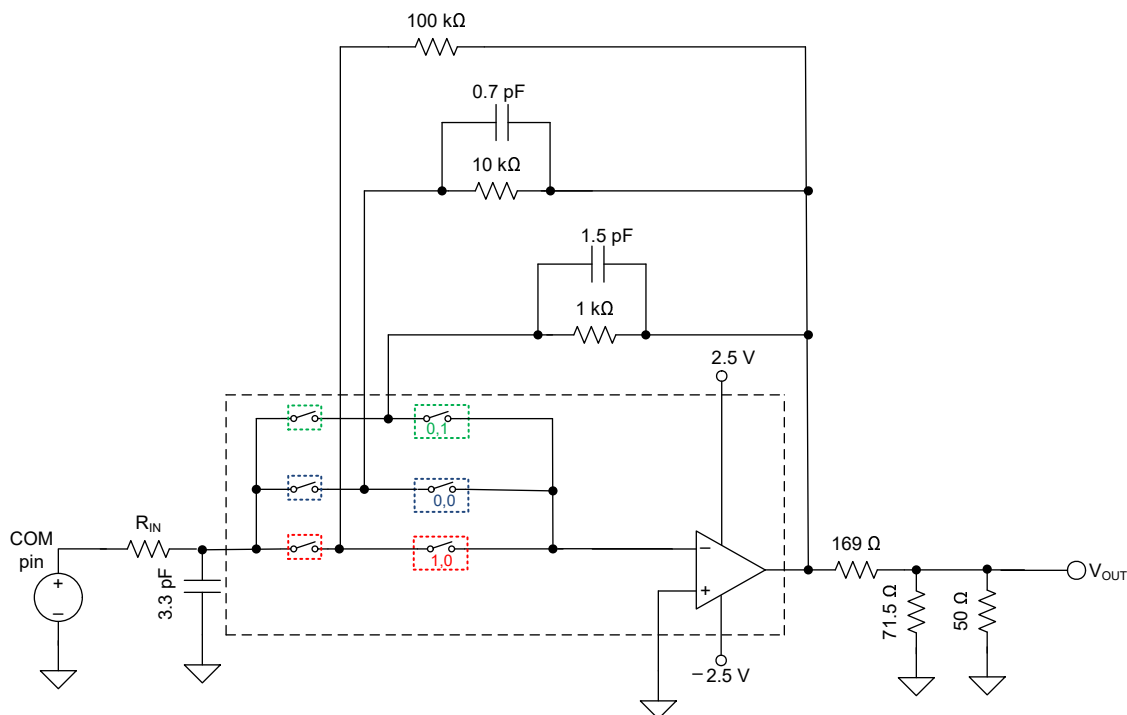 100 kΩ
0.7 pF
10 kΩ
1.5 pF
1 kΩ
2.5 V
0,1
0,0
1,0
COM
pin
+
–
R_IN
3.3 pF
–
+
–2.5 V
169 Ω
71.5 Ω
50 Ω
V_OUT